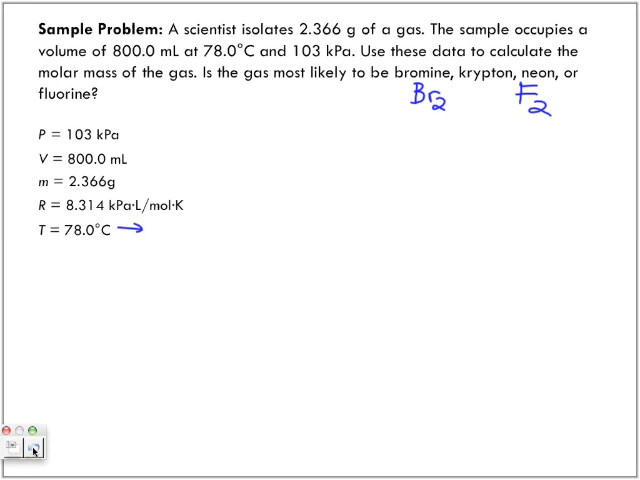 Sample Problem: A scientist isolates 2.366 g of a gas. The sample occupies a
volume of 800.0 mL at 78.0°C and 103 kPa. Use these data to calculate the
molar mass of the gas. Is the gas most likely to be bromine, krypton, neon, or
fluorine?
Br₂ F₂
P = 103 kPa
V = 800.0 mL
m = 2.366g
R = 8.314 kPa·L/mol·K
T = 78.0°C →